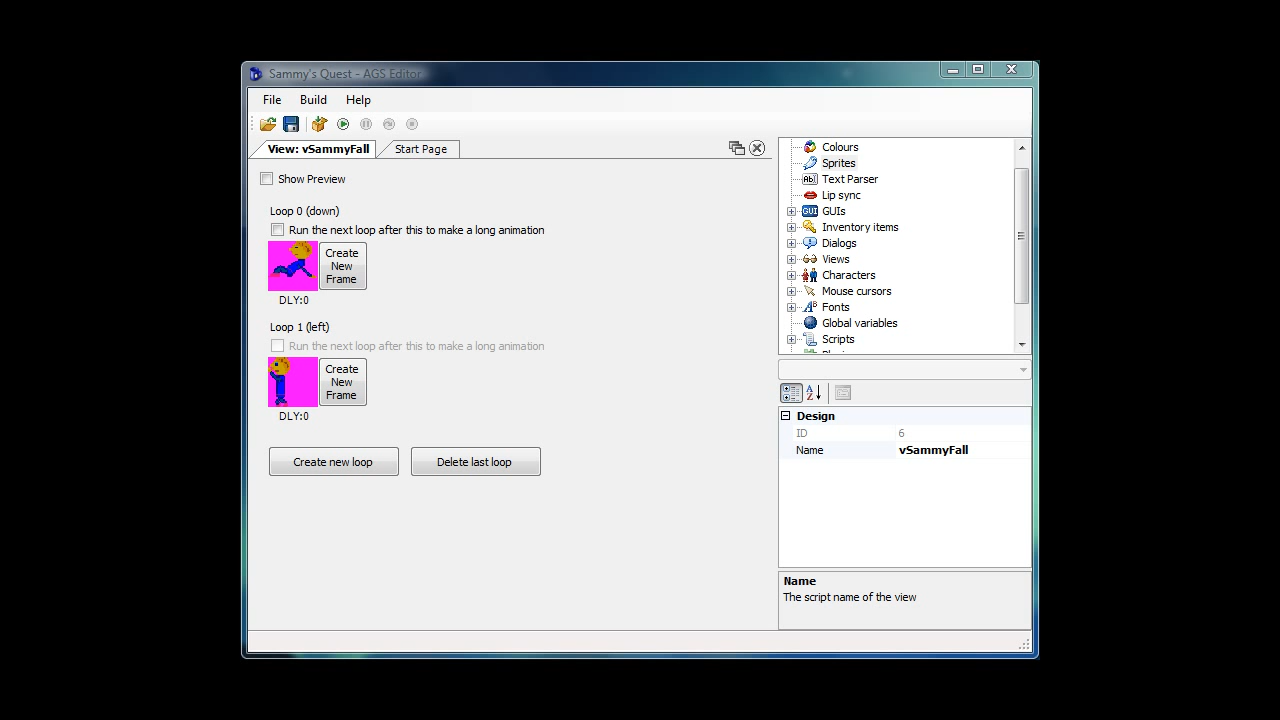 Sammy's Quest - AGS Editor
File Build Help
View: vSammyFall Start Page
Show Preview
Loop 0 (down)
Run the next loop after this to make a long animation
Create
New
Frame
DLY:0
Loop 1 (left)
Run the next loop after this to make a long animation
Create
New
Frame
DLY:0
Create new loop Delete last loop
Colours
Sprites
Ab Text Parser
Lip sync
GUI GUIs
Inventory items
Dialogs
Views
Characters
Mouse cursors
Fonts
Global variables
Scripts
A
Z
Design
ID 6
Name vSammyFall
Name
The script name of the view